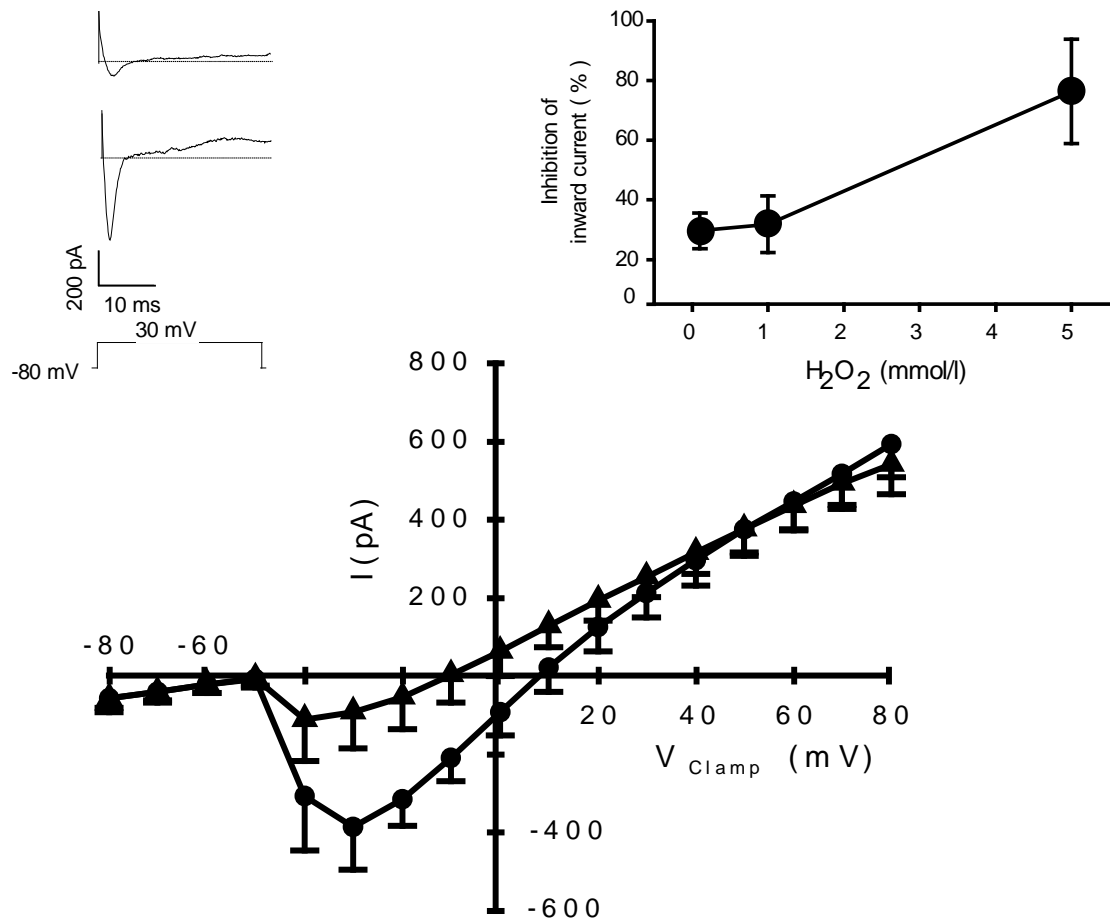 200 pA
10 ms
30 mV
-80 mV
Inhibition of
inward current ( %)
100
80
60
40
20
0
0 1 2 3 4 5
H2O2 (mmol/l)
I ( pA)
800
600
400
200
-400
-600
-80 -60
20 40 60 80
V Clamp ( mV)